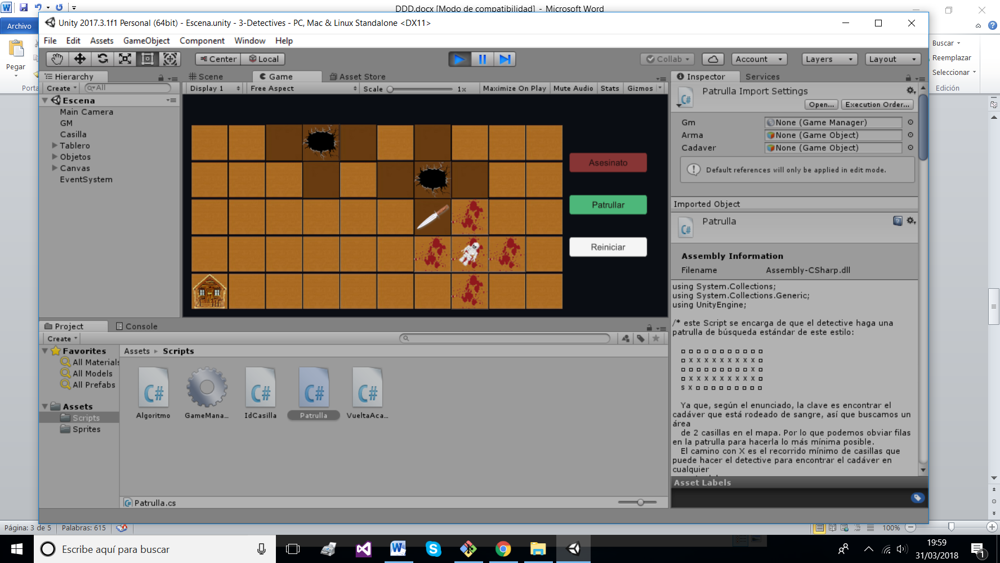 DDD.docx [Modo de compatibilidad] - Microsoft Word
Archivo
Pegar
Porta
Buscar
Reemplazar
Seleccionar
Edición
Unity 2017.3.1f1 Personal (64bit) - Escena.unity - 3-Detectives - PC, Mac & Linux Standalone <DX11>
File Edit Assets GameObject Component Window Help
Center Local
Collab Account Layers Layout
Hierarchy
Create All
Escena
Main Camera
GM
Casilla
Tablero
Objetos
Canvas
EventSystem
Scene Game Asset Store
Display 1 Free Aspect Scale 1x Maximize On Play Mute Audio Stats Gizmos
Asesinato
Patrullar
Reiniciar
Inspector Services
Patrulla Import Settings
Open... Execution Order...
Gm None (Game Manager)
Arma None (Game Object)
Cadaver None (Game Object)
Default references will only be applied in edit mode.
Imported Object
Patrulla
Assembly Information
Filename Assembly-CSharp.dll
using System.Collections;
using System.Collections.Generic;
using UnityEngine;
/* este Script se encarga de que el detective haga una
patrulla de búsqueda estándar de este estilo:
□ □ □ □ □ □ □ □ □ □ □
□ x x x x x x x x x □
□ □ □ □ □ □ □ □ □ x □
□ x x x x x x x x x □
s x □ □ □ □ □ □ □ □ □
Ya que, según el enunciado, la clave es encontrar el
cadáver que está rodeado de sangre, así que buscamos un
área
de 2 casillas en el mapa. Por lo que podemos obviar filas
en la patrulla para hacerla lo más mínima posible.
El camino con X es el recorrido mínimo de casillas que
puede hacer el detective para encontrar el cadáver en
cualquier
Asset Labels
Project Console
Create
Favorites
All Materials
All Models
All Prefabs
Assets
Scripts
Sprites
Assets Scripts
Algoritmo GameMana... IdCasilla Patrulla VueltaAca...
Patrulla.cs
Página: 3 de 5 Palabras: 615
100%
Escribe aquí para buscar
19:59
31/03/2018
1